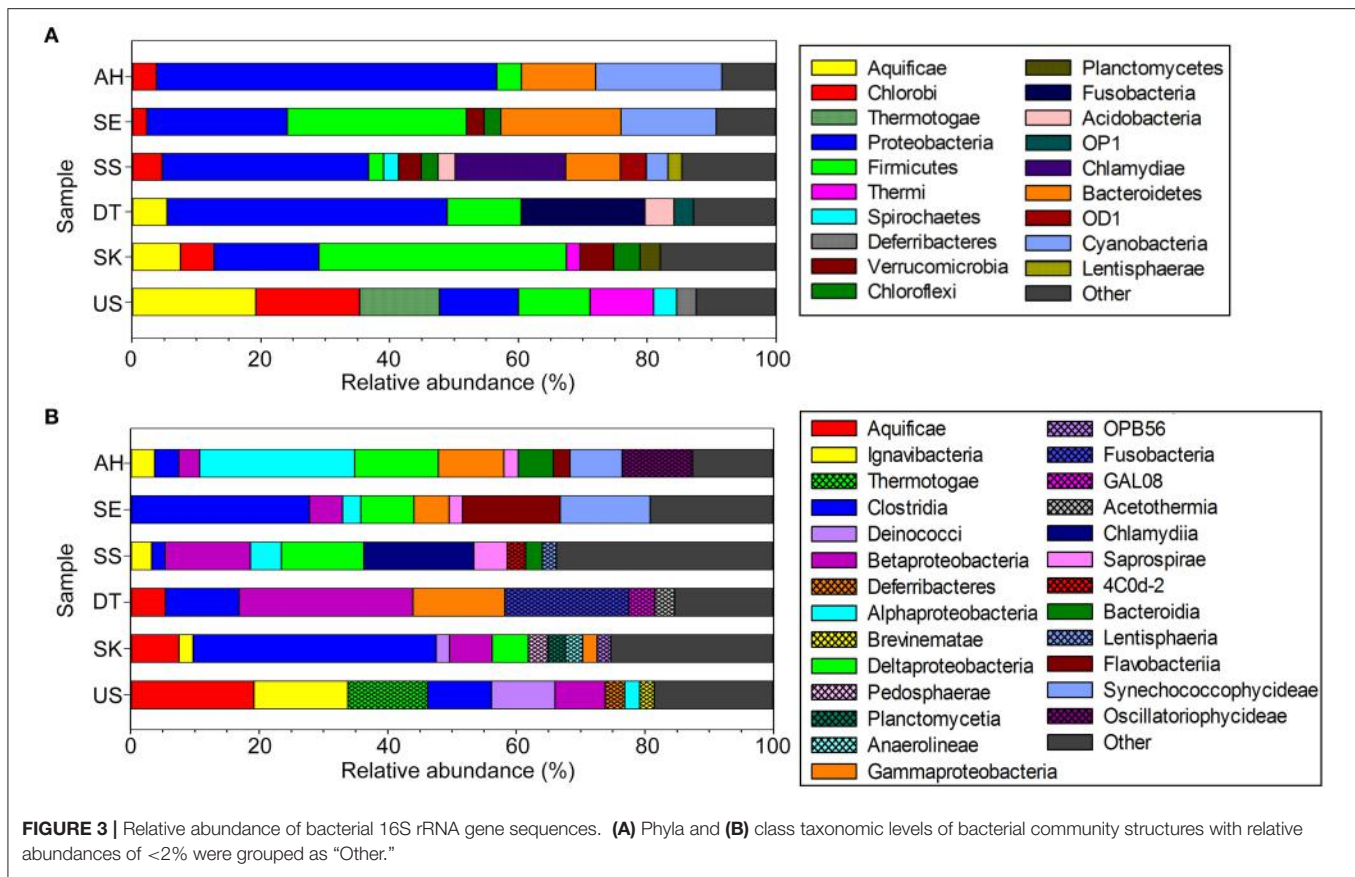 A
AH
SE
SS
DT
SK
US
Sample
0 20 40 60 80 100
Relative abundance (%)
Aquificae
Chlorobi
Thermotogae
Proteobacteria
Firmicutes
Thermi
Spirochaetes
Deferribacteres
Verrucomicrobia
Chloroflexi
Planctomycetes
Fusobacteria
Acidobacteria
OP1
Chlamydiae
Bacteroidetes
OD1
Cyanobacteria
Lentisphaerae
Other
B
AH
SE
SS
DT
SK
US
Sample
0 20 40 60 80 100
Relative abundance (%)
Aquificae
Ignavibacteria
Thermotogae
Clostridia
Deinococci
Betaproteobacteria
Deferribacteres
Alphaproteobacteria
Brevinematae
Deltaproteobacteria
Pedosphaerae
Planctomycetia
Anaerolineae
Gammaproteobacteria
OPB56
Fusobacteria
GAL08
Acetothermia
Chlamydiia
Saprospirae
4C0d-2
Bacteroidia
Lentisphaeria
Flavobacteriia
Synechococcophycideae
Oscillatoriophycideae
Other
FIGURE 3 | Relative abundance of bacterial 16S rRNA gene sequences. (A) Phyla and (B) class taxonomic levels of bacterial community structures with relative
abundances of <2% were grouped as “Other.”